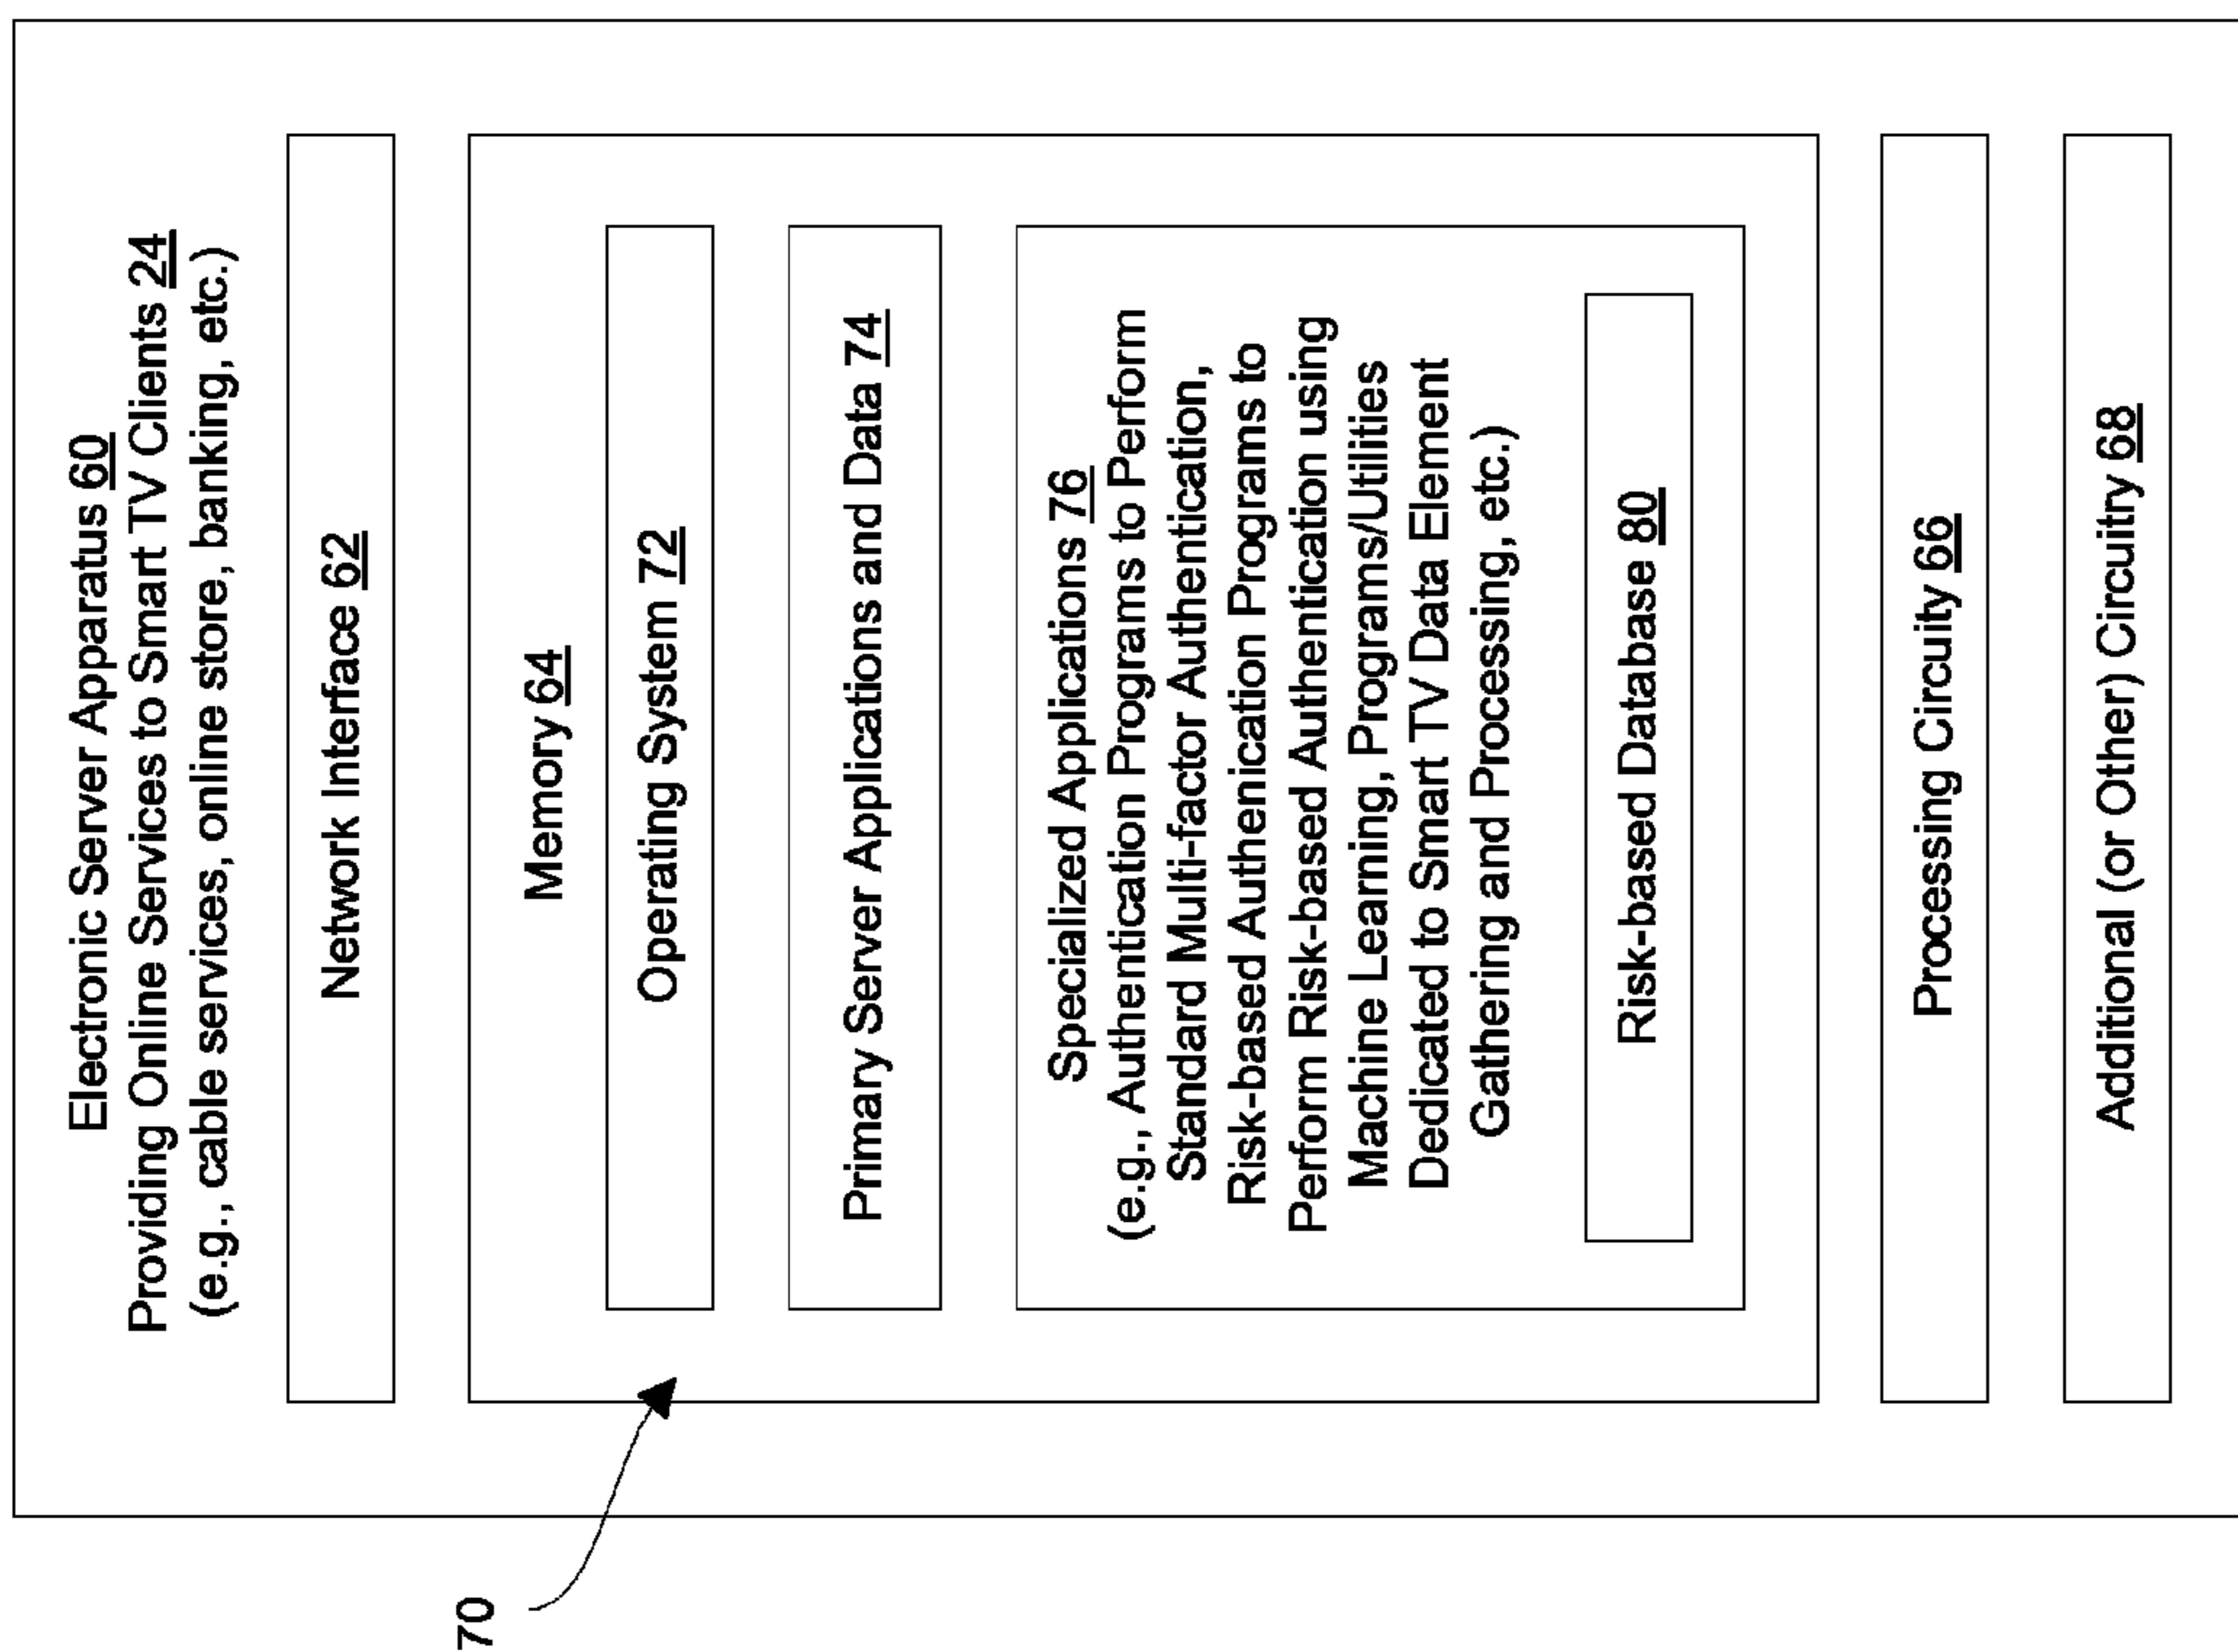 Electronic Server Apparatus 60
Providing Online Services to Smart TV Clients 24
(e.g., cable services, online store, banking, etc.)
Network Interface 62
Memory 64
Operating System 72
Primary Server Applications and Data 74
Specialized Applications 76
(e.g., Authentication Programs to Perform
Standard Multi-factor Authentication,
Risk-based Authenication Programs to
Perform Risk-based Authentication using
Machine Learning, Programs/Utilities
Dedicated to Smart TV Data Element
Gathering and Processing, etc.)
Risk-based Database 80
Processing Circuity 66
Additional (or Other) Circuitry 68
70